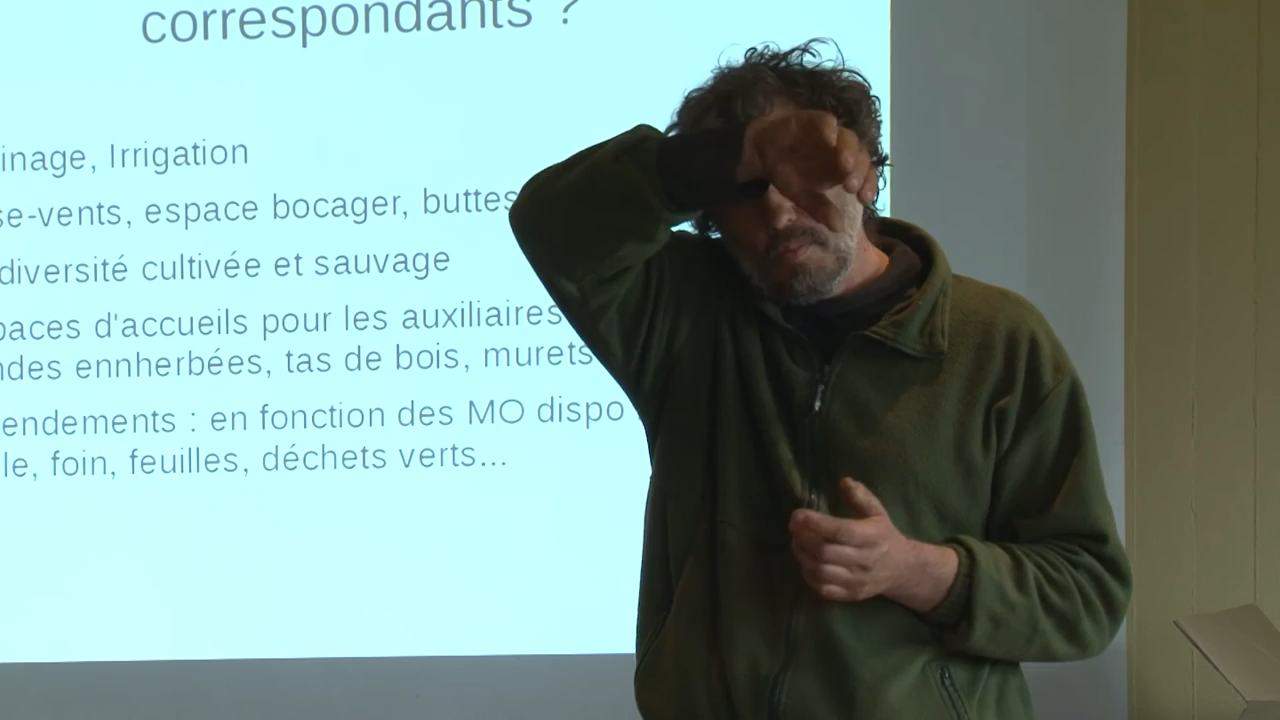 correspondants ?
inage, Irrigation
se-vents, espace bocager, buttes
diversité cultivée et sauvage
paces d'accueils pour les auxiliaires
ndes ennherbées, tas de bois, murets
endements : en fonction des MO dispo
le, foin, feuilles, déchets verts...